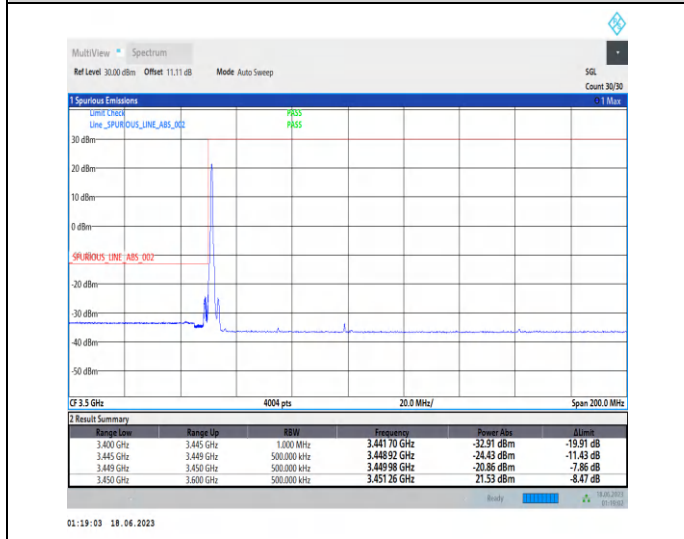 MultiView Spectrum
Ref Level 30.00 dBm Offset 11.11 dB Mode Auto Sweep SGL
Count 30/30
1 Spurious Emissions 1 Max
Limit Check PASS
Line _SPURIOUS_LINE_ABS_002 PASS
30 dBm
20 dBm
10 dBm
0 dBm
_SPURIOUS_LINE_ABS_002
-20 dBm
-30 dBm
-40 dBm
-50 dBm
CF 3.5 GHz 4004 pts 20.0 MHz/ Span 200.0 MHz
2 Result Summary
Range Low Range Up RBW Frequency Power Abs ΔLimit
3.400 GHz 3.445 GHz 1.000 MHz 3.441 70 GHz -32.91 dBm -19.91 dB
3.445 GHz 3.449 GHz 500.000 kHz 3.448 92 GHz -24.43 dBm -11.43 dB
3.449 GHz 3.450 GHz 500.000 kHz 3.449 98 GHz -20.86 dBm -7.86 dB
3.450 GHz 3.600 GHz 500.000 kHz 3.451 26 GHz 21.53 dBm -8.47 dB
Ready 18.06.2023
01:19:02
01:19:03 18.06.2023